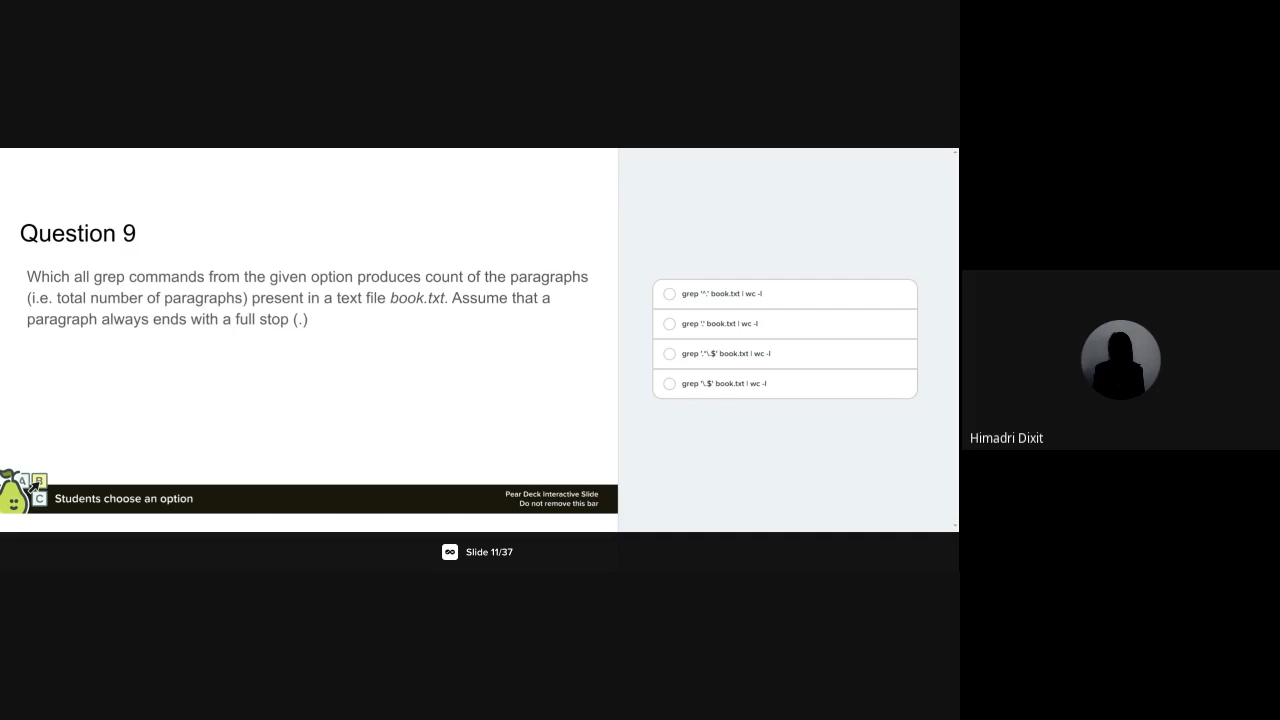 Question 9
Which all grep commands from the given option produces count of the paragraphs
(i.e. total number of paragraphs) present in a text file book.txt. Assume that a
paragraph always ends with a full stop (.)
grep '^.' book.txt | wc -l
grep '.' book.txt | wc -l
grep '.*\.$' book.txt | wc -l
grep '\.$' book.txt | wc -l
A B
C
Students choose an option
Pear Deck Interactive Slide
Do not remove this bar
Slide 11/37
Himadri Dixit